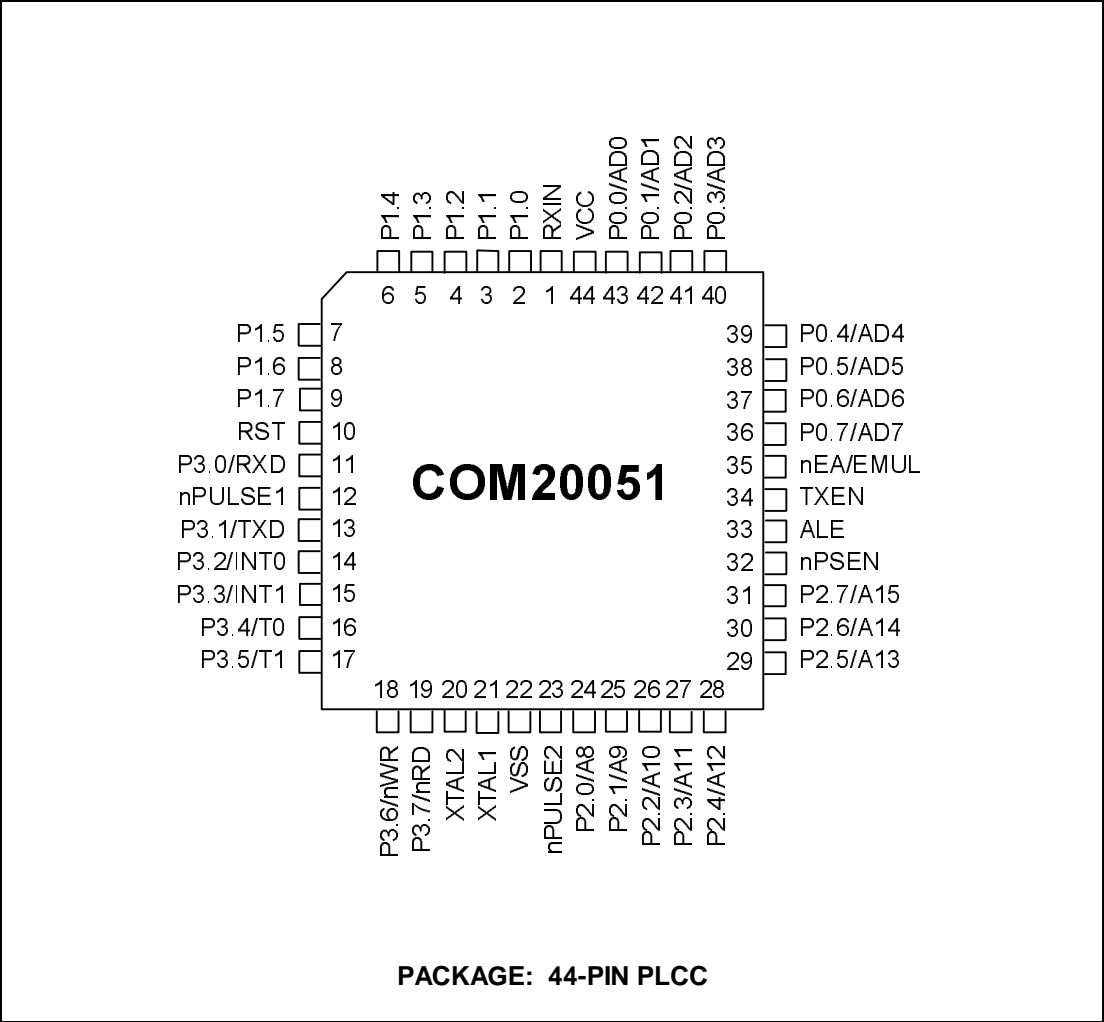 P1.4
P1.3
P1.2
P1.1
P1.0
RXIN
VCC
P0.0/AD0
P0.1/AD1
P0.2/AD2
P0.3/AD3
6 5 4 3 2 1 44 43 42 41 40
P1.5 7
P1.6 8
P1.7 9
RST 10
P3.0/RXD 11
nPULSE1 12
P3.1/TXD 13
P3.2/INT0 14
P3.3/INT1 15
P3.4/T0 16
P3.5/T1 17
COM20051
39 P0.4/AD4
38 P0.5/AD5
37 P0.6/AD6
36 P0.7/AD7
35 nEA/EMUL
34 TXEN
33 ALE
32 nPSEN
31 P2.7/A15
30 P2.6/A14
29 P2.5/A13
18 19 20 21 22 23 24 25 26 27 28
P3.6/nWR
P3.7/nRD
XTAL2
XTAL1
VSS
nPULSE2
P2.0/A8
P2.1/A9
P2.2/A10
P2.3/A11
P2.4/A12
PACKAGE: 44-PIN PLCC